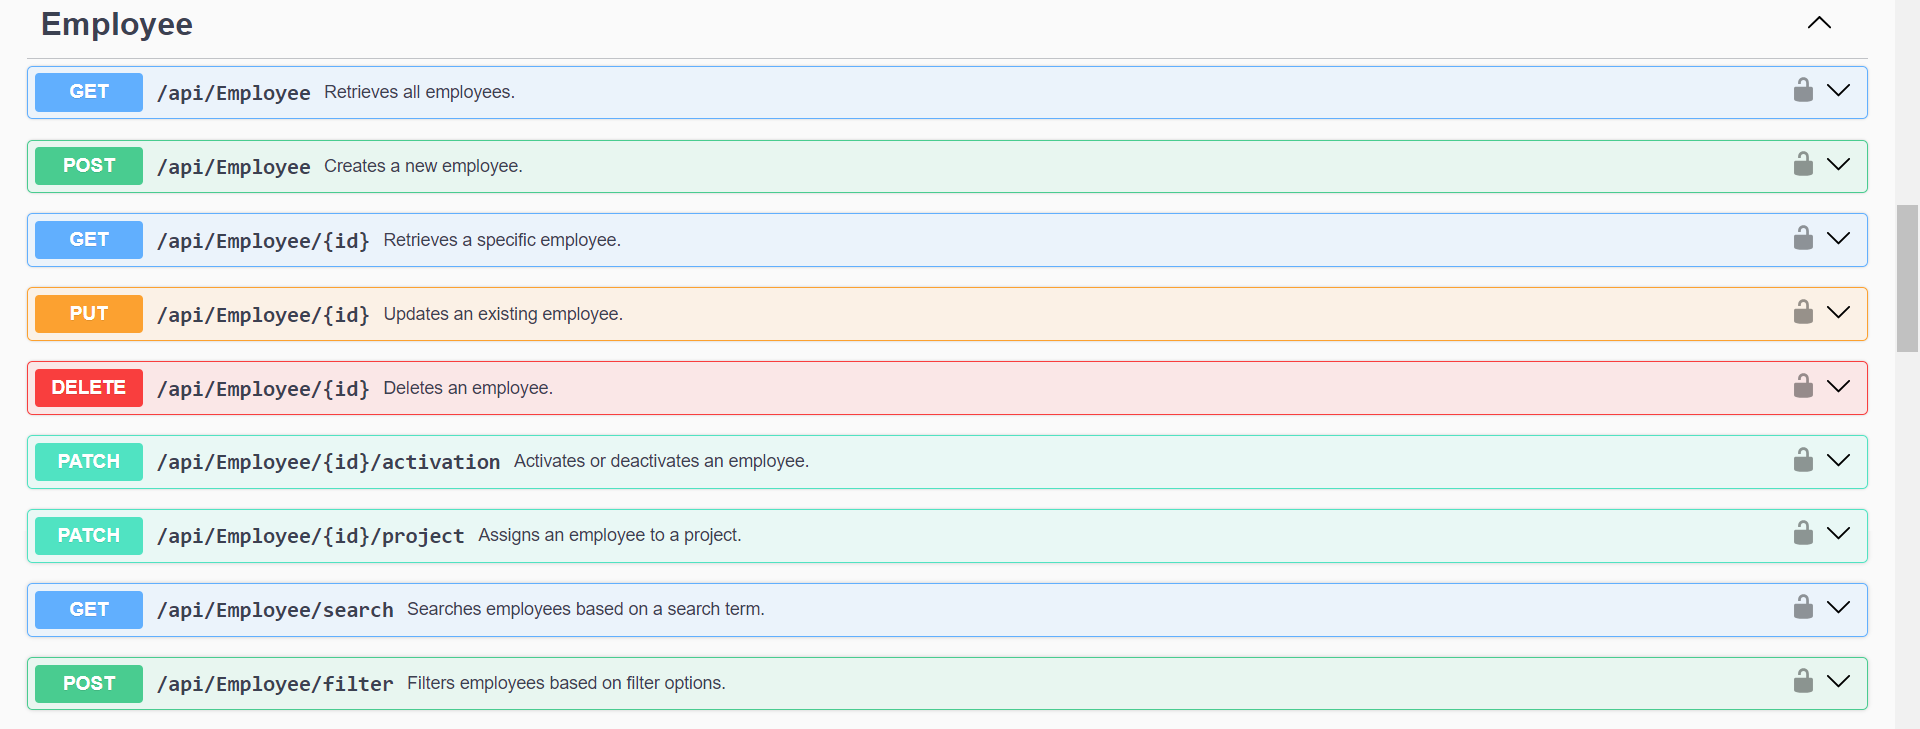 Employee
GET /api/Employee Retrieves all employees.
POST /api/Employee Creates a new employee.
GET /api/Employee/{id} Retrieves a specific employee.
PUT /api/Employee/{id} Updates an existing employee.
DELETE /api/Employee/{id} Deletes an employee.
PATCH /api/Employee/{id}/activation Activates or deactivates an employee.
PATCH /api/Employee/{id}/project Assigns an employee to a project.
GET /api/Employee/search Searches employees based on a search term.
POST /api/Employee/filter Filters employees based on filter options.